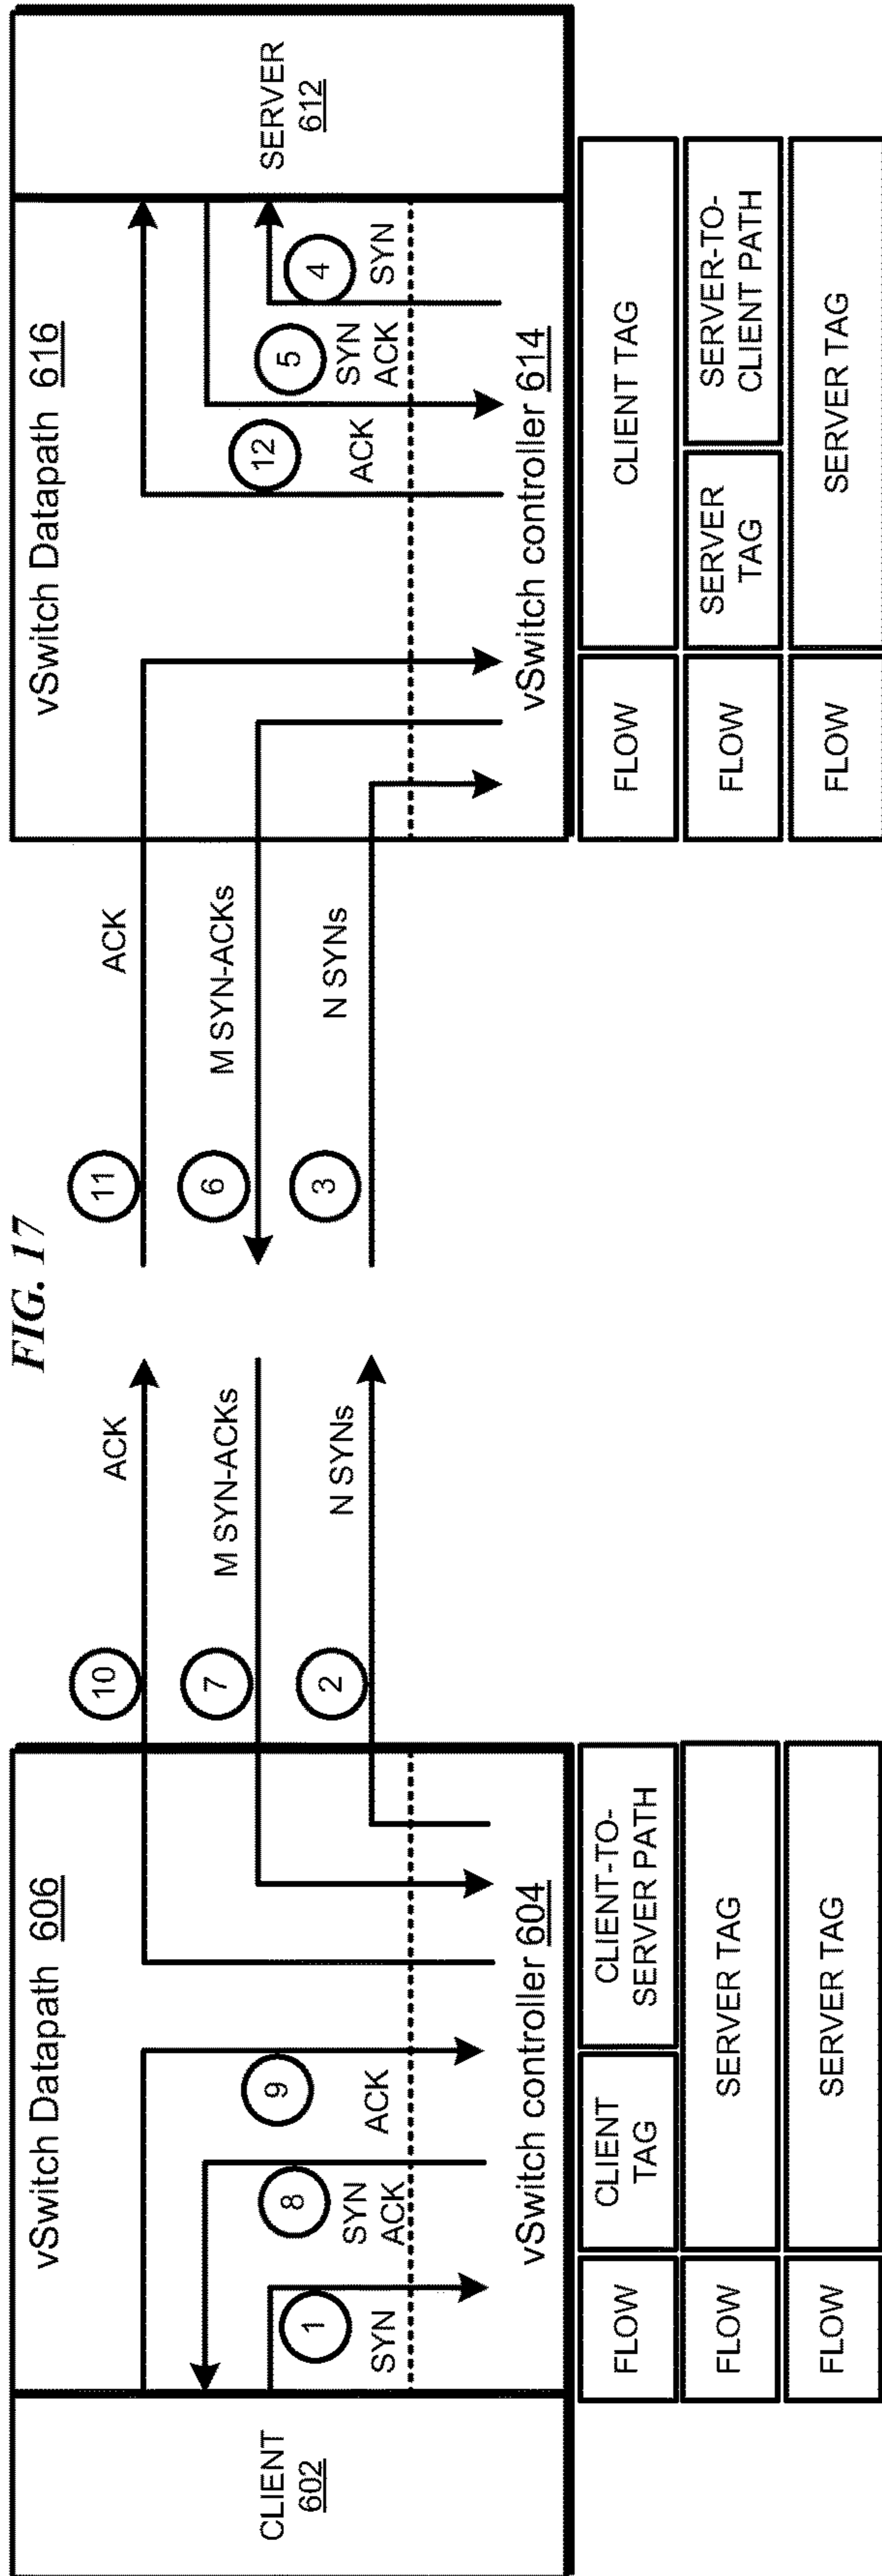 FIG. 17
vSwitch Datapath 606
CLIENT
602
1
SYN
8
SYN
ACK
9
ACK
vSwitch controller 604
10
ACK
7
M SYN-ACKs
2
N SYNs
FLOW
CLIENT
TAG
CLIENT-TO-
SERVER PATH
FLOW
SERVER TAG
FLOW
SERVER TAG
11
ACK
6
M SYN-ACKs
3
N SYNs
vSwitch Datapath 616
12
ACK
5
SYN
ACK
4
SYN
vSwitch controller 614
SERVER
612
FLOW
CLIENT TAG
FLOW
SERVER
TAG
SERVER-TO-
CLIENT PATH
FLOW
SERVER TAG